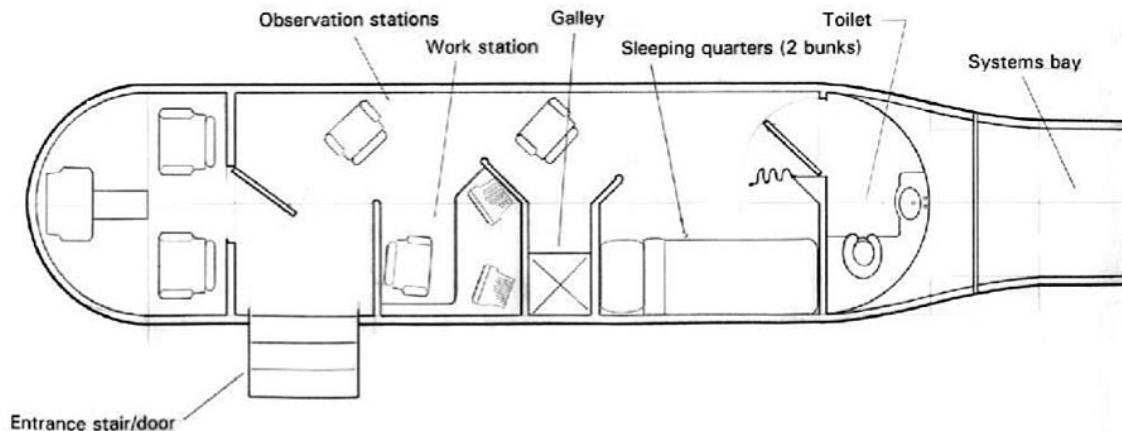 Observation stations
Galley
Toilet
Work station
Sleeping quarters (2 bunks)
Systems bay
Entrance stair/door